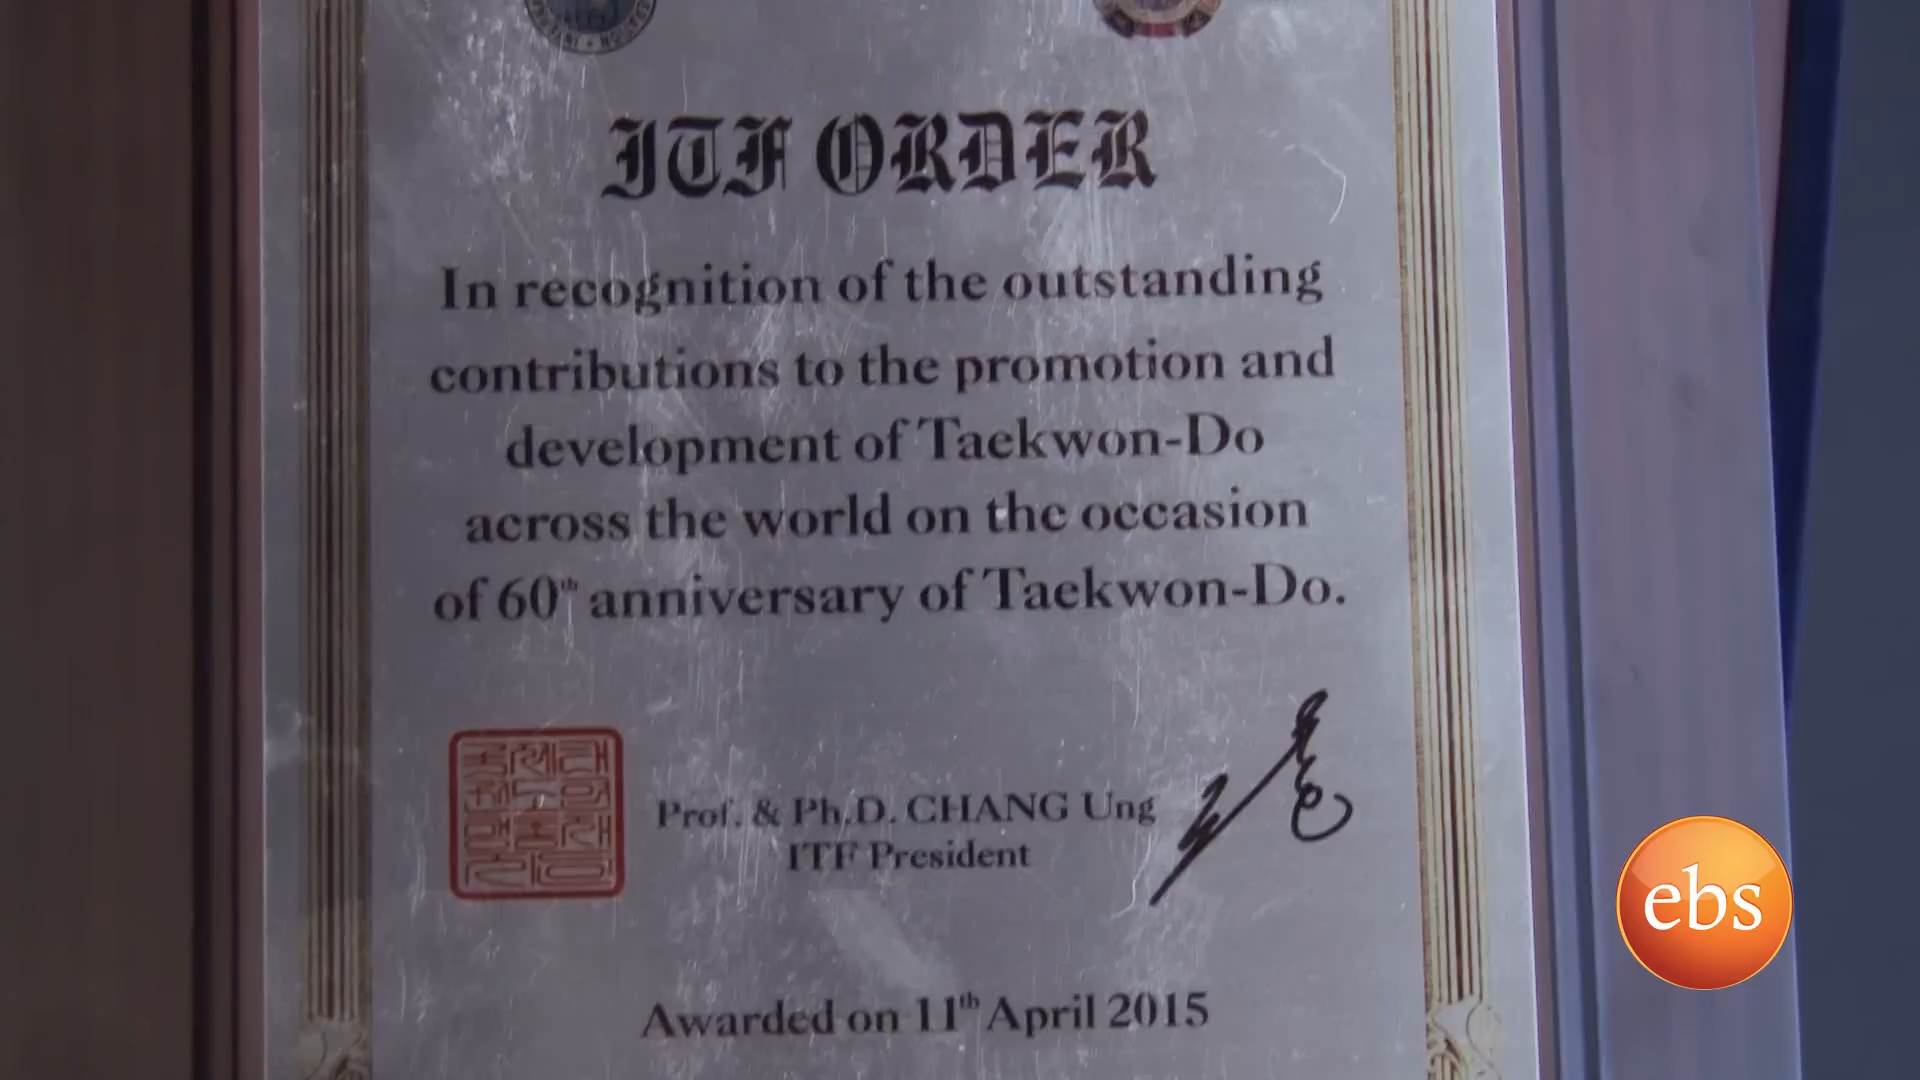 ITF ORDER
In recognition of the outstanding
contributions to the promotion and
development of Taekwon-Do
across the world on the occasion
of 60th anniversary of Taekwon-Do.
Prof. & Ph.D. CHANG Ung
ITF President
Awarded on 11th April 2015
ebs